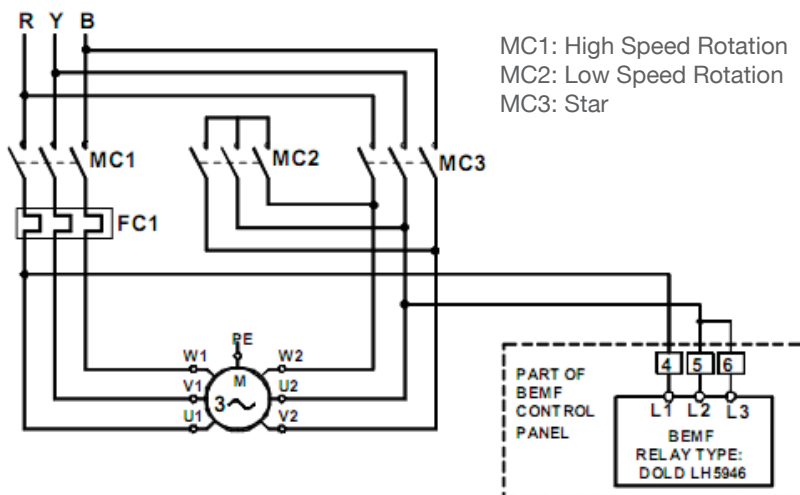 R Y B
MC1: High Speed Rotation
MC2: Low Speed Rotation
MC3: Star
MC1
MC2
MC3
FC1
PE
W1 W2
M
V1 3 U2
U1 V2
4 5 6
PART OF
BEMF
CONTROL
PANEL
L1 L2 L3
BEMF
RELAY TYPE:
DOLD LH5946